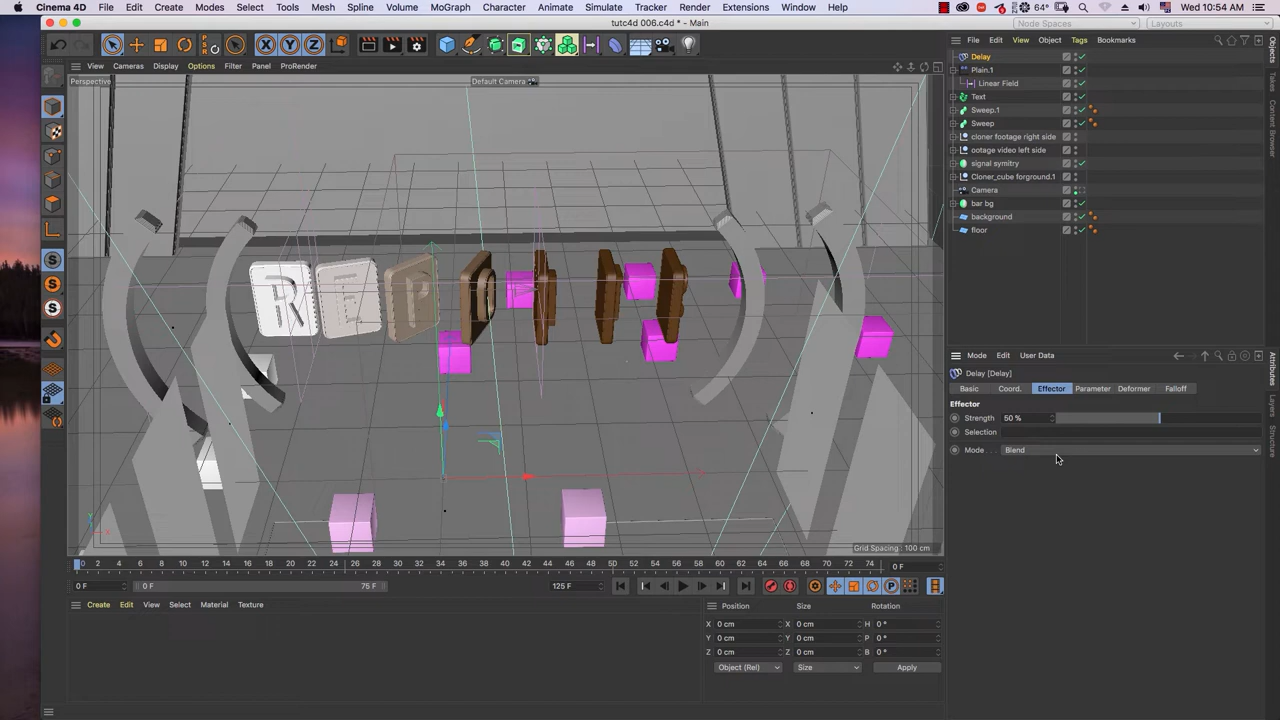 Cinema 4D File Edit Create Modes Select Tools Mesh Spline Volume MoGraph Character Animate Simulate Tracker Render Extensions Window Help 64° Wed 10:54 AM
tutc4d 006.c4d * - Main
Node Spaces
Layouts
View Cameras Display Options Filter Panel ProRender
Perspective
Default Camera
R E P
Grid Spacing : 100 cm
0 2 4 6 8 10 12 14 16 18 20 22 24 26 28 30 32 34 36 38 40 42 44 46 48 50 52 54 56 58 60 62 64 66 68 70 72 74
0 F
0 F
0 F
75 F
125 F
Create Edit View Select Material Texture
Position Size Rotation
X 0 cm X 0 cm H 0 °
Y 0 cm Y 0 cm P 0 °
Z 0 cm Z 0 cm B 0 °
Object (Rel) Size Apply
File Edit View Object Tags Bookmarks
Delay
Plain.1
Linear Field
Text
Sweep.1
Sweep
cloner footage right side
ootage video left side
signal symitry
Cloner_cube forground.1
Camera
bar bg
background
floor
Mode Edit User Data
Delay [Delay]
Basic Coord. Effector Parameter Deformer Falloff
Effector
Strength 50 %
Selection
Mode . . . Blend
Objects
Takes
Content Browser
Attributes
Layers
Structure